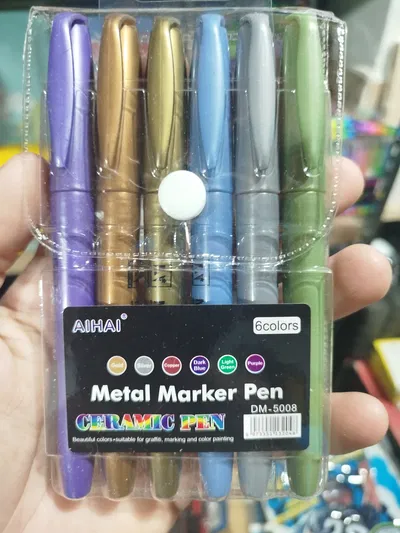 AIHAI®
6colors
Gold Silver Copper Dark Blue Light Green Purple
Metal Marker Pen
DM-5008
CERAMIC PEN
Beautiful colors·suitable for graffiti, marking and color painting